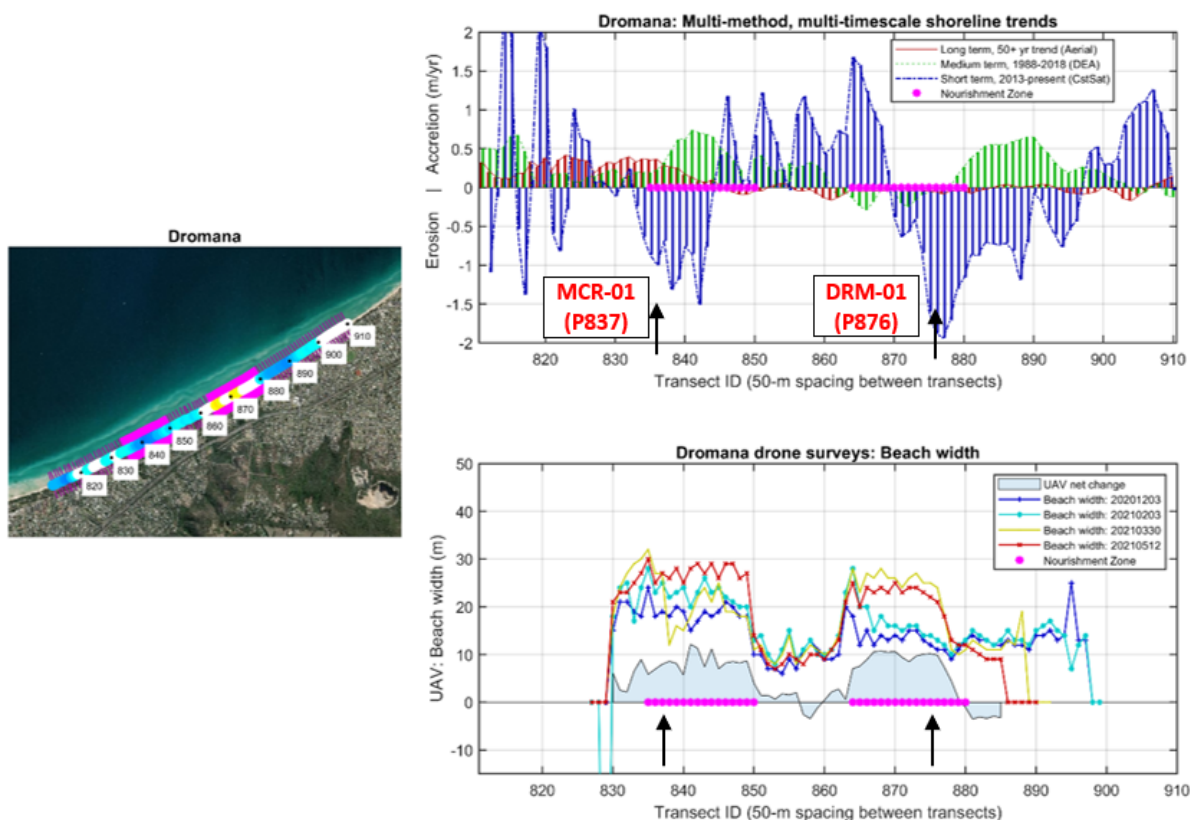 Dromana
820
830
840
850
860
870
880
890
900
910
Dromana: Multi-method, multi-timescale shoreline trends
Long term, 50+ yr trend (Aerial)
Medium term, 1988-2018 (DEA)
Short term, 2013-present (CstSat)
Nourishment Zone
Erosion | Accretion (m/yr)
2
1.5
1
0.5
0
-0.5
-1
-1.5
-2
MCR-01
(P837)
DRM-01
(P876)
820 830 840 850 860 870 880 890 900 910
Transect ID (50-m spacing between transects)
Dromana drone surveys: Beach width
UAV net change
Beach width: 20201203
Beach width: 20210203
Beach width: 20210330
Beach width: 20210512
Nourishment Zone
UAV: Beach width (m)
50
40
30
20
10
0
-10
820 830 840 850 860 870 880 890 900 910
Transect ID (50-m spacing between transects)